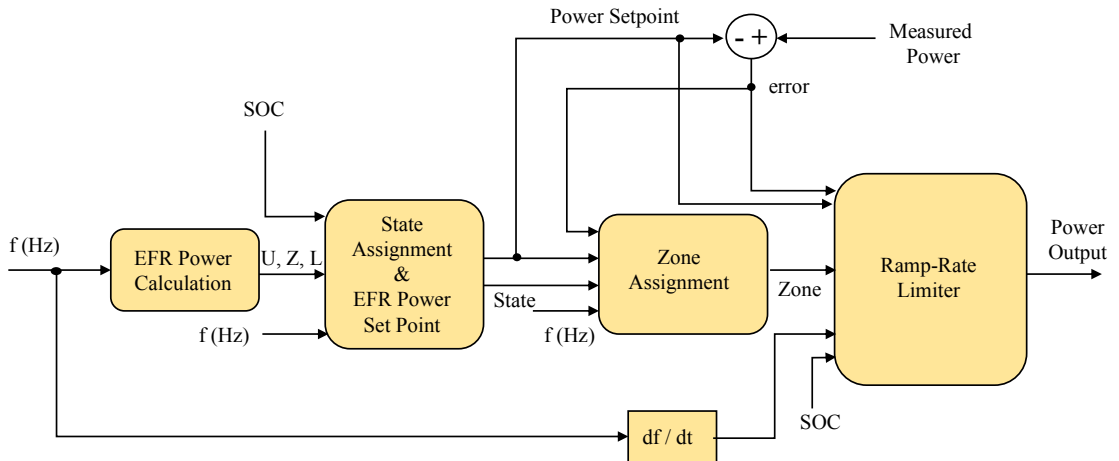 Power Setpoint
- +
Measured
Power
error
SOC
f (Hz)
EFR Power
Calculation
U, Z, L
State
Assignment
&
EFR Power
Set Point
f (Hz)
State
f (Hz)
Zone
Assignment
Zone
Ramp-Rate
Limiter
Power
Output
SOC
df / dt